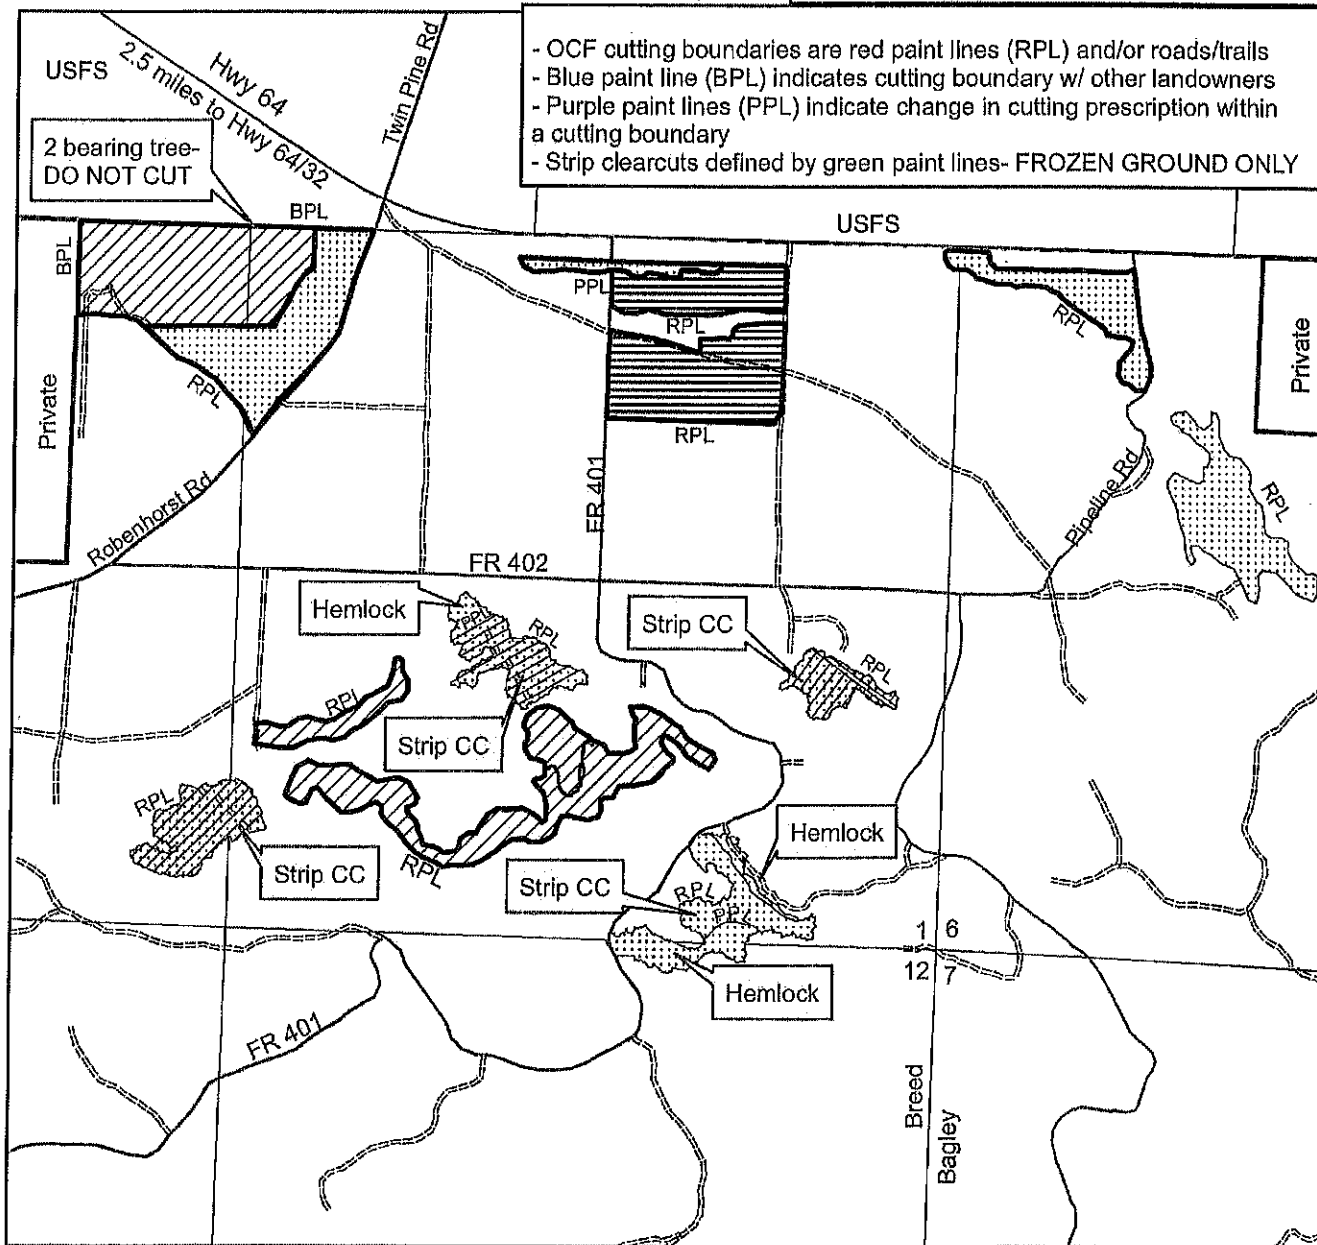 - OCF cutting boundaries are red paint lines (RPL) and/or roads/trails
- Blue paint line (BPL) indicates cutting boundary w/ other landowners
- Purple paint lines (PPL) indicate change in cutting prescription within
a cutting boundary
- Strip clearcuts defined by green paint lines- FROZEN GROUND ONLY
USFS
Hwy 64
2.5 miles to Hwy 64/32
Twin Pine Rd
2 bearing tree-
DO NOT CUT
BPL
USFS
BPL
PPL
RPL
RPL
RPL
Private
Private
RPL
RPL
FR 401
Pipeline Rd
Robenhorst Rd
FR 402
Hemlock
PPL
RPL
Strip CC
RPL
RPL
Strip CC
RPL
Strip CC
RPL
Hemlock
Strip CC
RPL
PPL
Hemlock
1 6
12 7
FR 401
Breed
Bagley